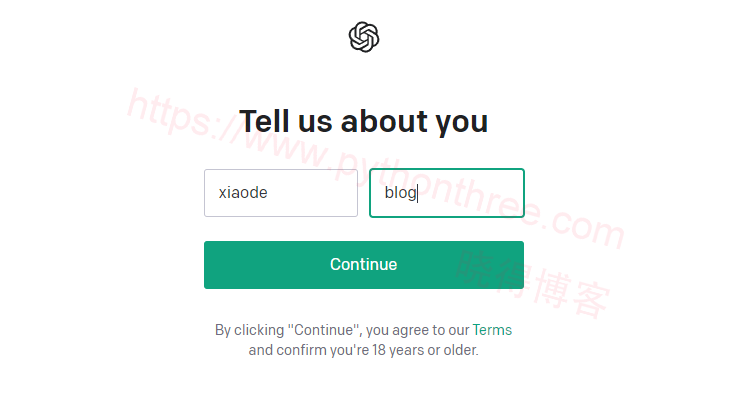 Tell us about you
xiaode
blog
Continue
By clicking "Continue", you agree to our Terms
and confirm you're 18 years or older.
https://www.pythonthree.com
晓得博客